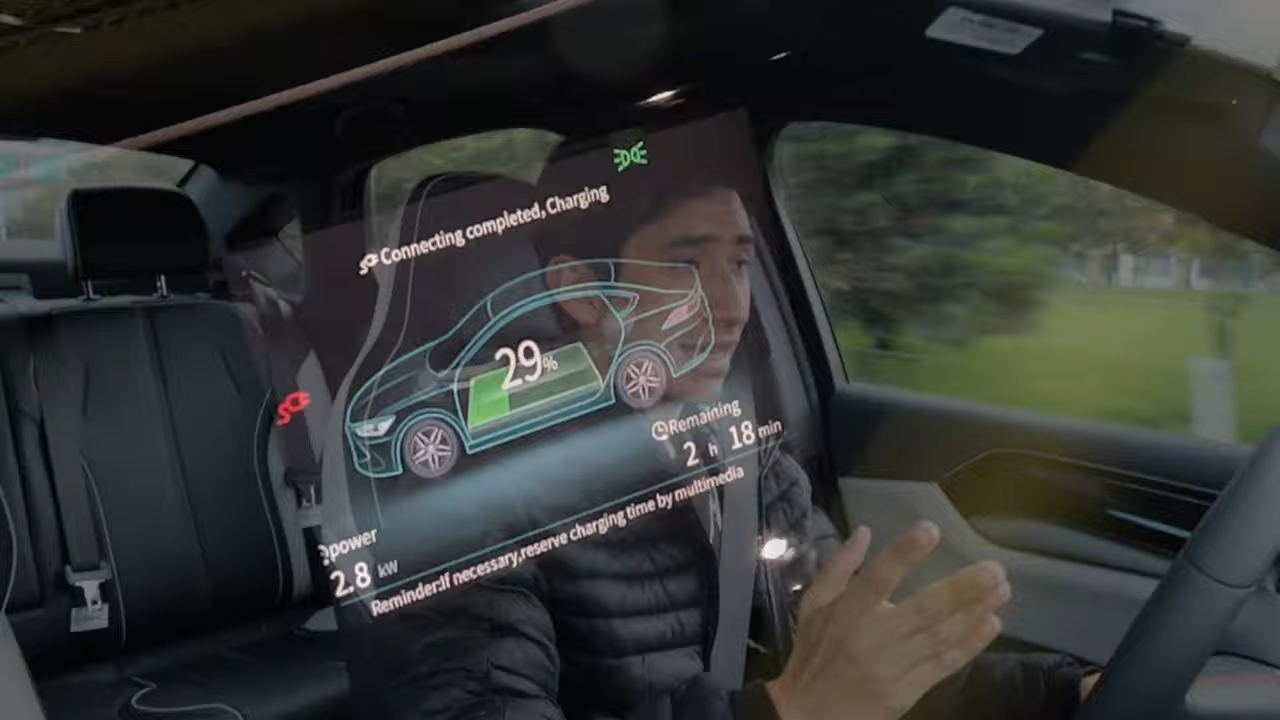 Connecting completed, Charging
29%
Remaining
2 h 18 min
power
2.8 kW
Reminder:If necessary,reserve charging time by multimedia